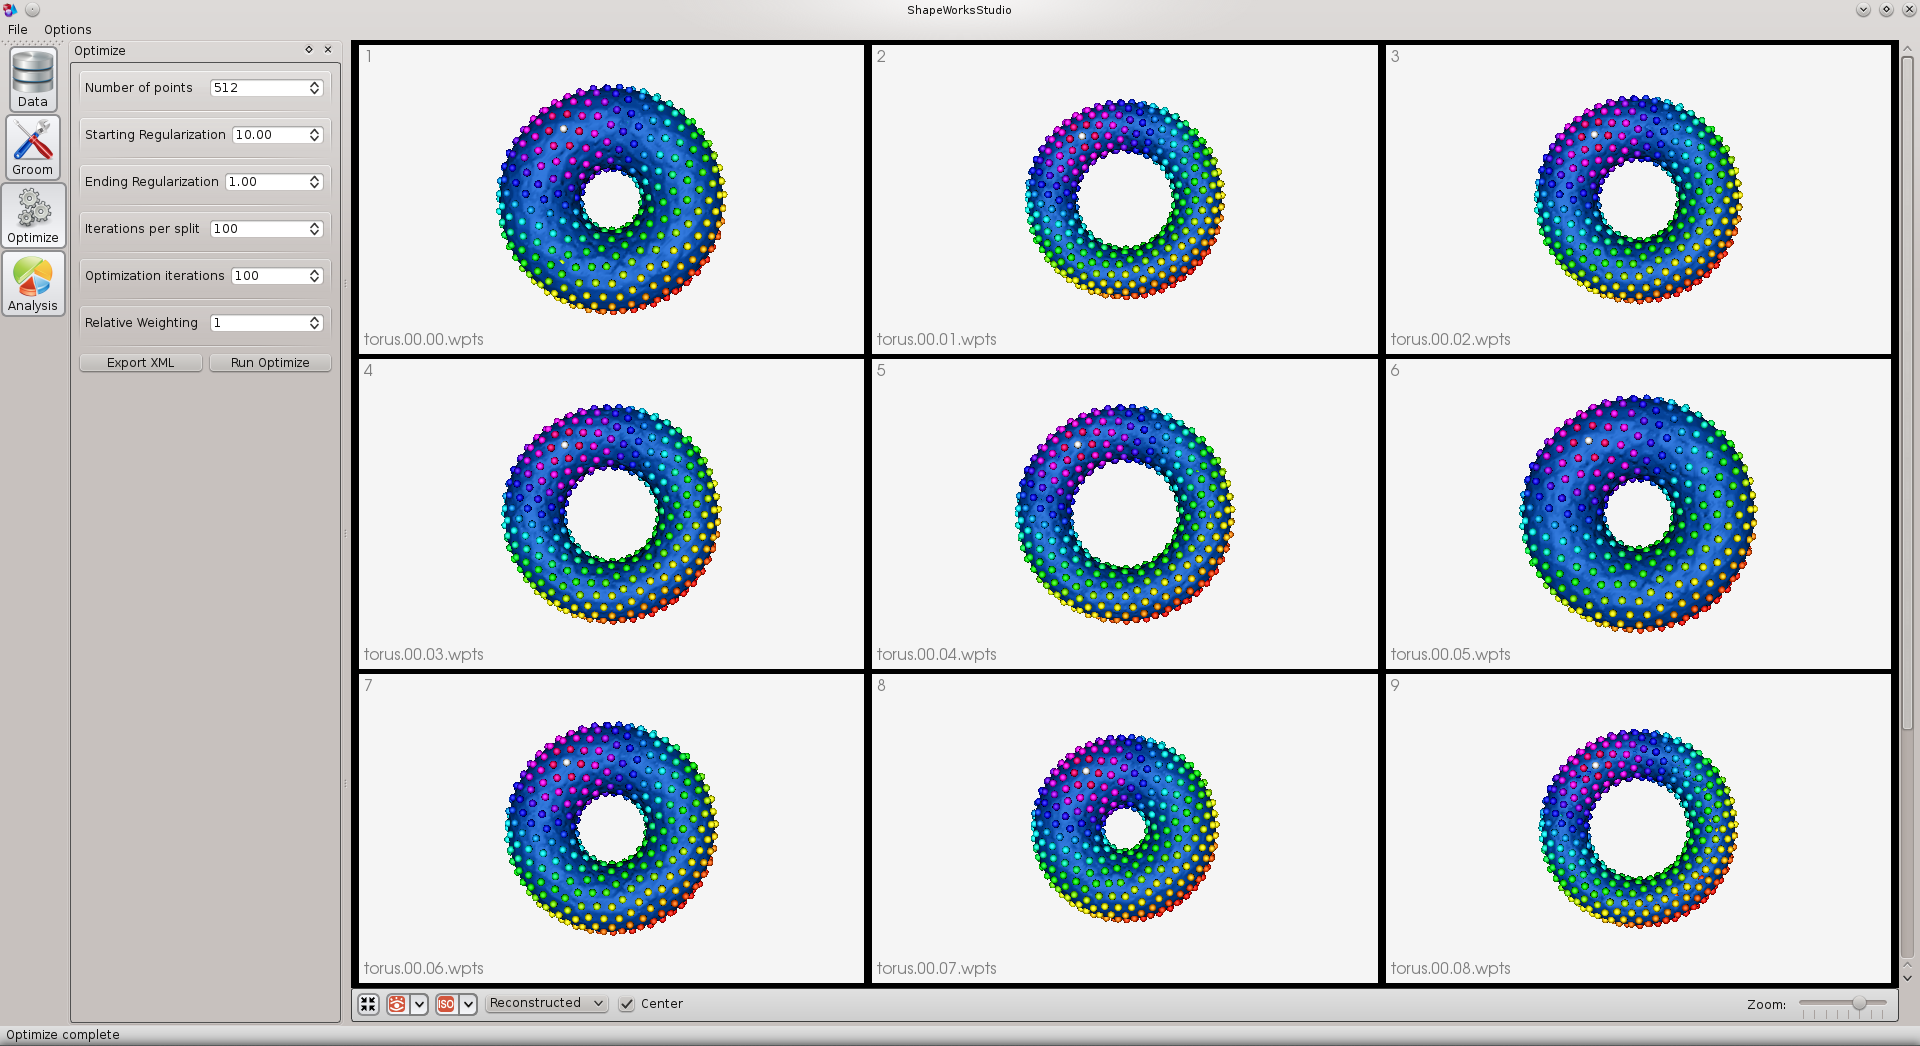 ShapeWorksStudio
File Options
Optimize
Data
Groom
Optimize
Analysis
Number of points 512
Starting Regularization 10.00
Ending Regularization 1.00
Iterations per split 100
Optimization iterations 100
Relative Weighting 1
Export XML Run Optimize
1
torus.00.00.wpts
2
torus.00.01.wpts
3
torus.00.02.wpts
4
torus.00.03.wpts
5
torus.00.04.wpts
6
torus.00.05.wpts
7
torus.00.06.wpts
8
torus.00.07.wpts
9
torus.00.08.wpts
ISO Reconstructed Center Zoom:
Optimize complete